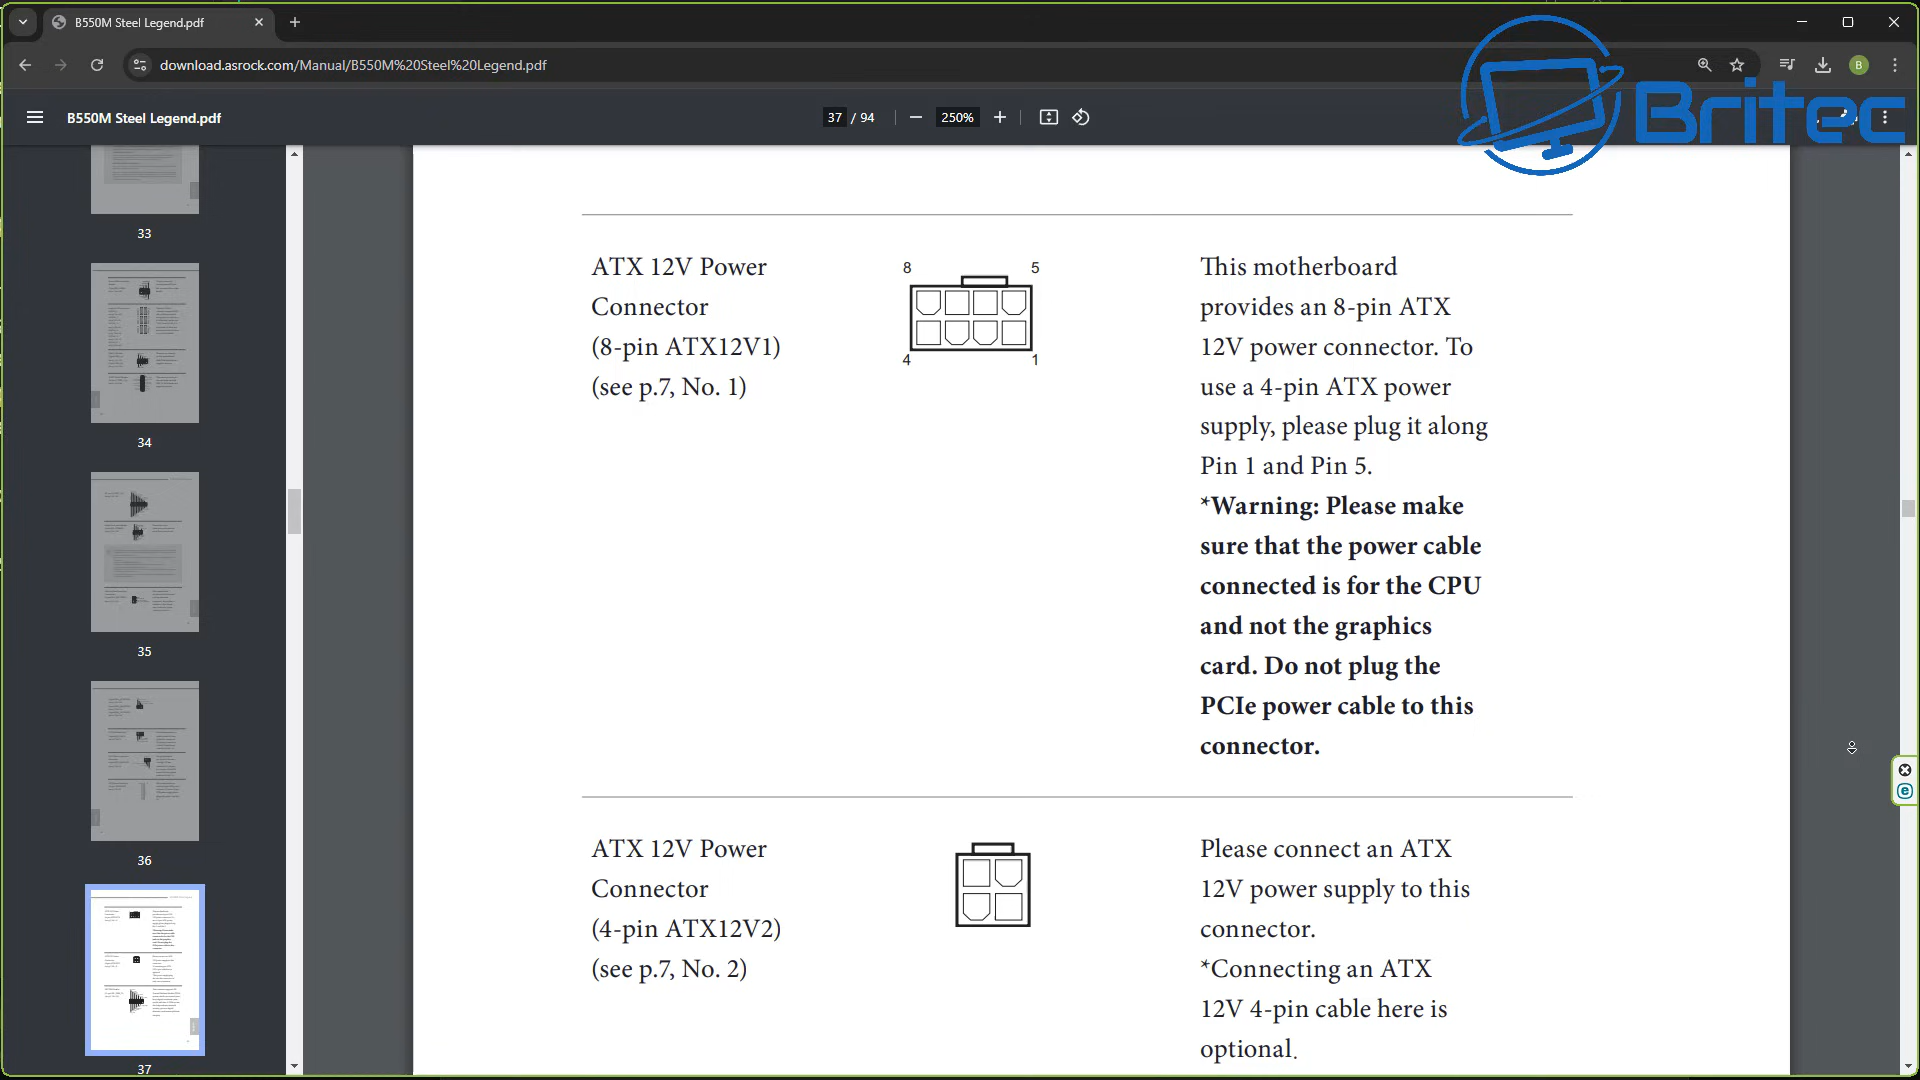 B550M Steel Legend.pdf
download.asrock.com/Manual/B550M%20Steel%20Legend.pdf
B
Britec
B550M Steel Legend.pdf
37 / 94
250%
33
34
35
36
37
ATX 12V Power
Connector
(8-pin ATX12V1)
(see p.7, No. 1)
8
5
4
1
This motherboard
provides an 8-pin ATX
12V power connector. To
use a 4-pin ATX power
supply, please plug it along
Pin 1 and Pin 5.
*Warning: Please make
sure that the power cable
connected is for the CPU
and not the graphics
card. Do not plug the
PCIe power cable to this
connector.
ATX 12V Power
Connector
(4-pin ATX12V2)
(see p.7, No. 2)
Please connect an ATX
12V power supply to this
connector.
*Connecting an ATX
12V 4-pin cable here is
optional.